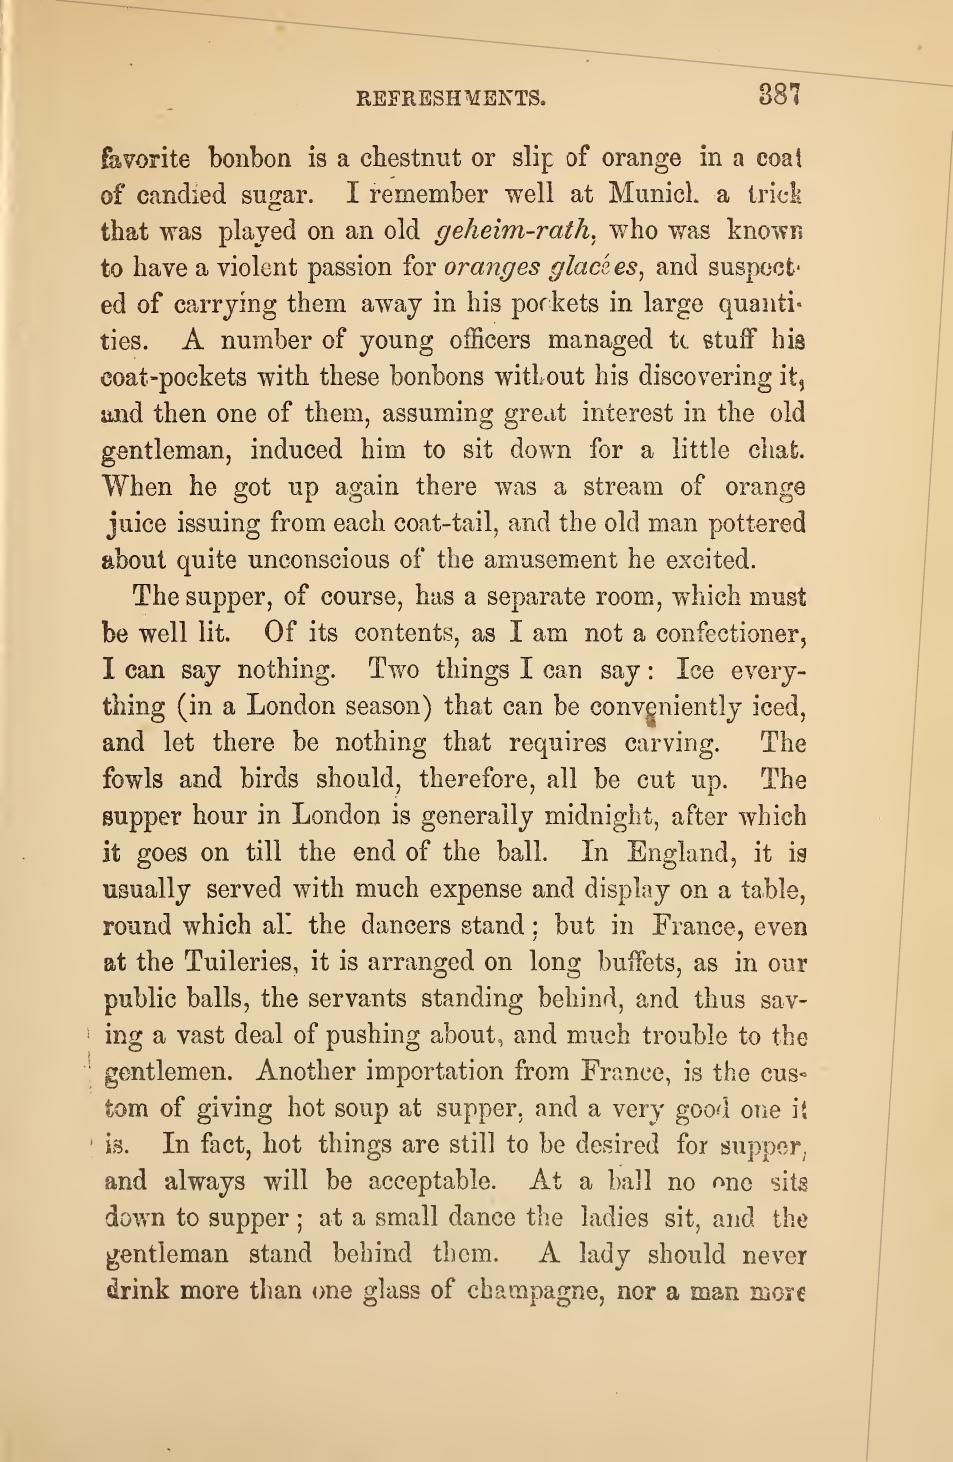 REFRESHMENTS. 387
favorite bonbon is a chestnut or slip of orange in a coat
of candied sugar. I remember well at Munich a trick
that was played on an old geheim-rath, who was known
to have a violent passion for oranges glacées, and suspect-
ed of carrying them away in his pockets in large quanti-
ties. A number of young officers managed to stuff his
coat-pockets with these bonbons without his discovering it,
and then one of them, assuming great interest in the old
gentleman, induced him to sit down for a little chat.
When he got up again there was a stream of orange
juice issuing from each coat-tail, and the old man pottered
about quite unconscious of the amusement he excited.
The supper, of course, has a separate room, which must
be well lit. Of its contents, as I am not a confectioner,
I can say nothing. Two things I can say: Ice every-
thing (in a London season) that can be conveniently iced,
and let there be nothing that requires carving. The
fowls and birds should, therefore, all be cut up. The
supper hour in London is generally midnight, after which
it goes on till the end of the ball. In England, it is
usually served with much expense and display on a table,
round which all the dancers stand; but in France, even
at the Tuileries, it is arranged on long buffets, as in our
public balls, the servants standing behind, and thus sav-
ing a vast deal of pushing about, and much trouble to the
gentlemen. Another importation from France, is the cus-
tom of giving hot soup at supper, and a very good one it
is. In fact, hot things are still to be desired for supper,
and always will be acceptable. At a ball no one sits
down to supper; at a small dance the ladies sit, and the
gentleman stand behind them. A lady should never
drink more than one glass of champagne, nor a man more